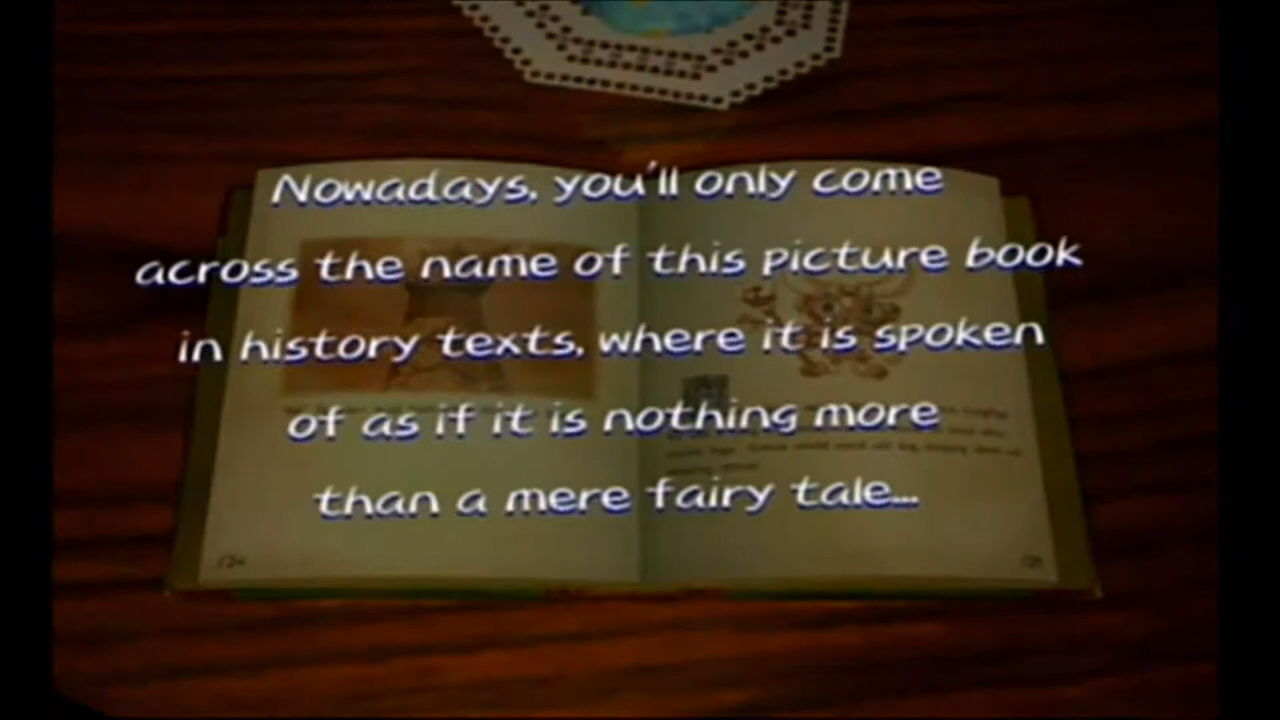 Nowadays, you'll only come
across the name of this picture book
in history texts, where it is spoken
of as if it is nothing more
than a mere fairy tale...